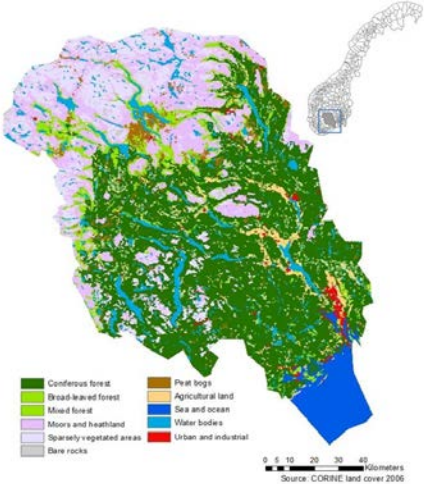 Coniferous forest
Broad-leaved forest
Mixed forest
Moors and heathland
Sparsely vegetated areas
Bare rocks
Peat bogs
Agricultural land
Sea and ocean
Water bodies
Urban and industrial
0 5 10 20 30 40
Kilometers
Source: CORINE land cover 2006